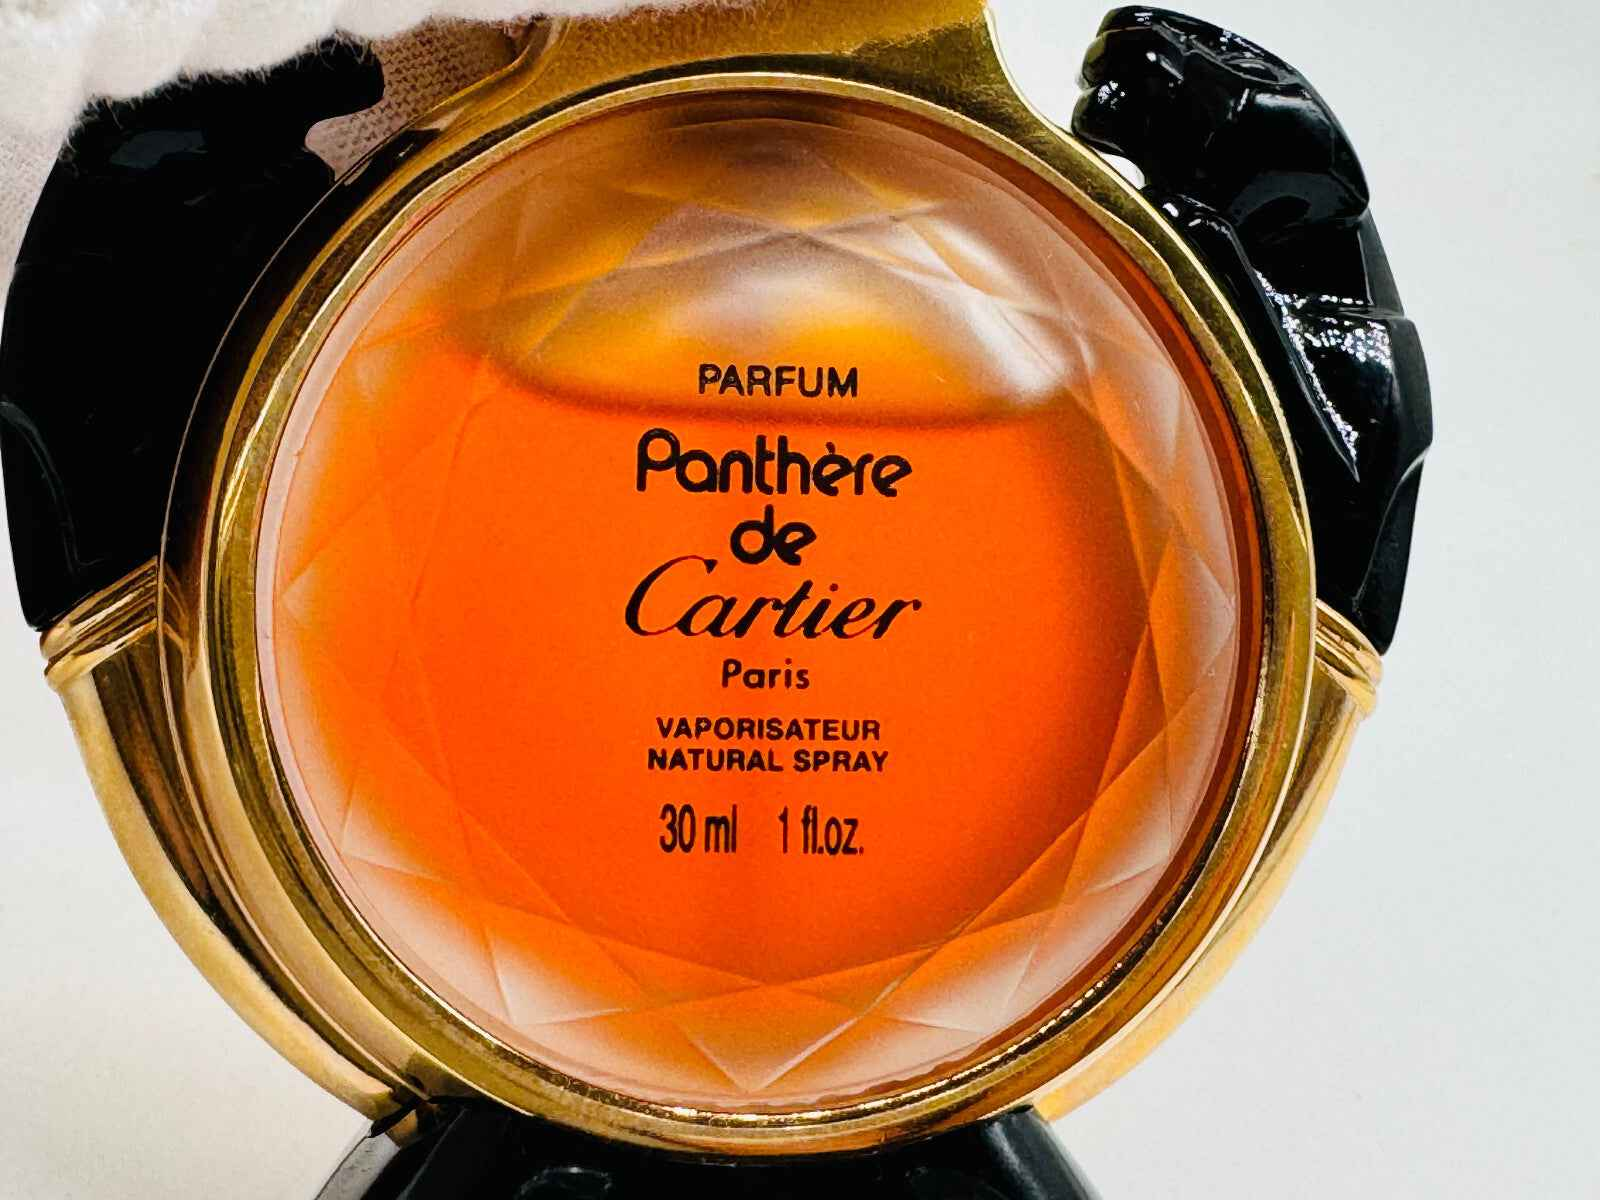 PARFUM
Panthère
de
Cartier
Paris
VAPORISATEUR
NATURAL SPRAY
30 ml 1 fl.oz.